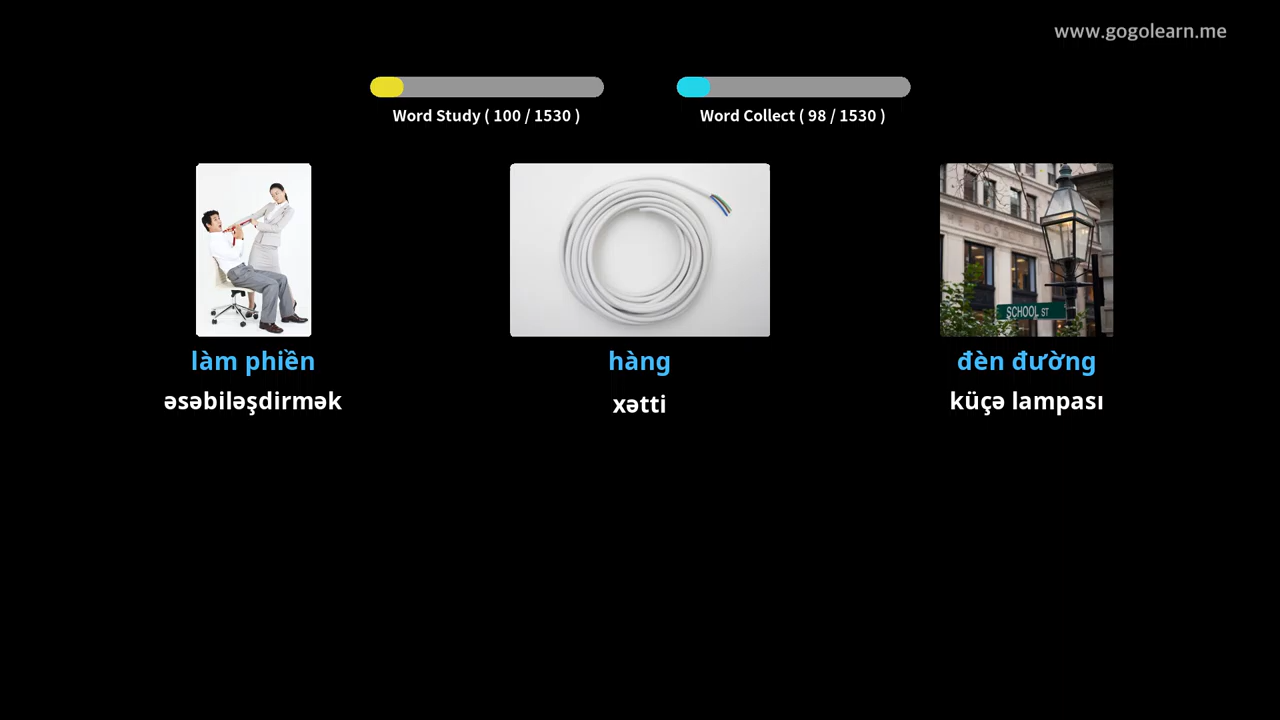 www.gogolearn.me
Word Study ( 100 / 1530 )
Word Collect ( 98 / 1530 )
SCHOOL ST
làm phiền
hàng
đèn đường
əsəbiləşdirmək
xətti
küçə lampası